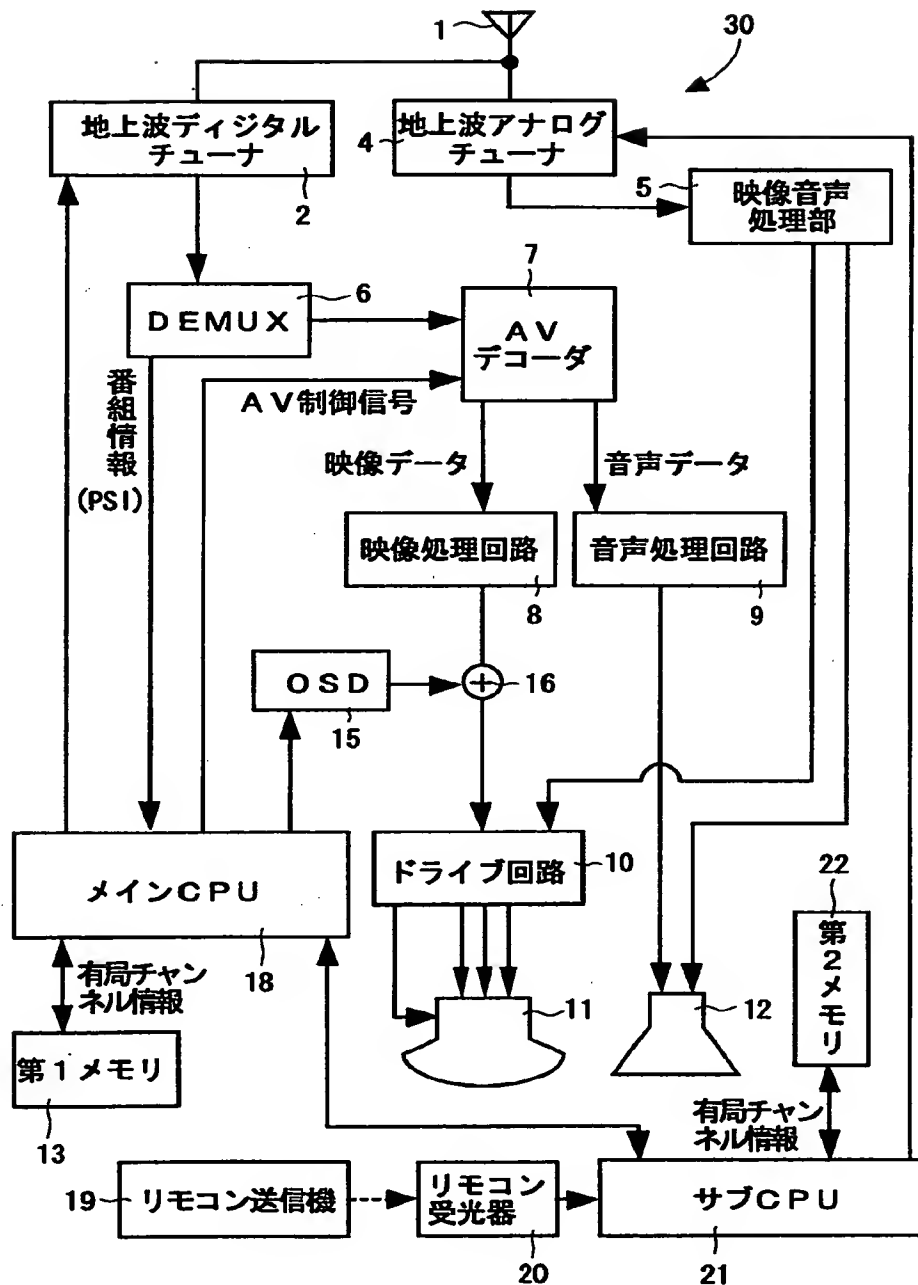 1
30
地上波ディジタル
チューナ
2
4
地上波アナログ
チューナ
5
映像音声
処理部
DEMUX
6
7
AV
デコーダ
番組情報
(PSI)
AV制御信号
映像データ
音声データ
映像処理回路
8
音声処理回路
9
OSD
15
16
メインCPU
18
ドライブ回路
10
22
第2メモリ
有局チャン
ネル情報
11
12
第1メモリ
13
有局チャン
ネル情報
19
リモコン送信機
リモコン
受光器
20
サブCPU
21